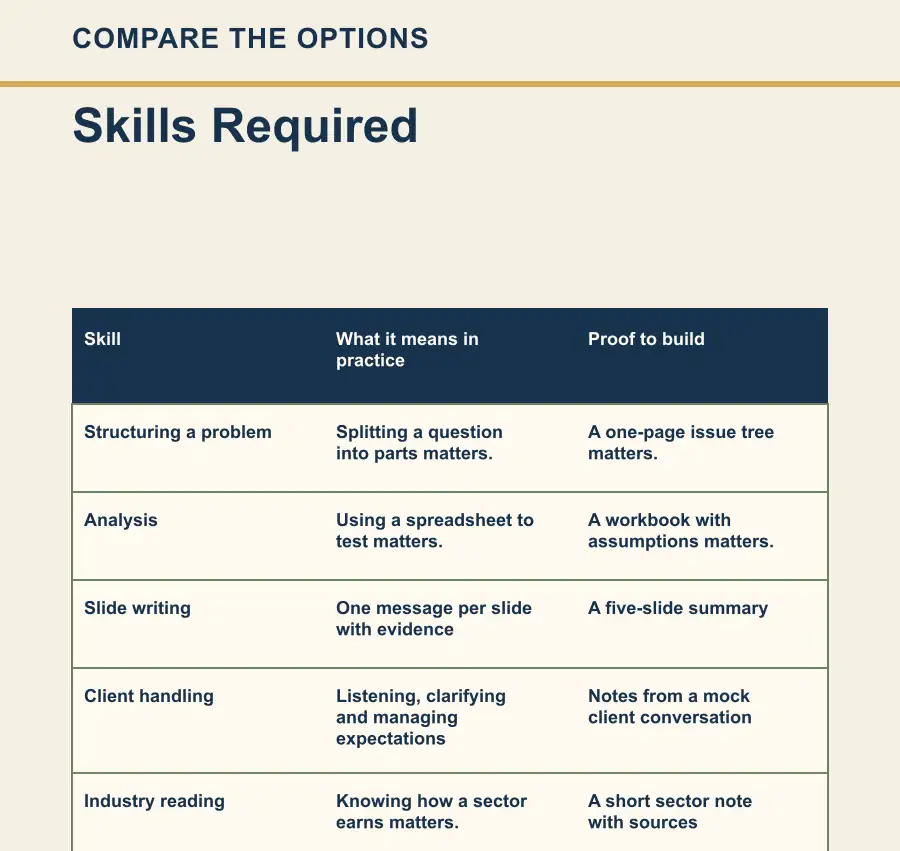 COMPARE THE OPTIONS
Skills Required
Skill
What it means in
practice
Proof to build
Structuring a problem
Splitting a question
into parts matters.
A one-page issue tree
matters.
Analysis
Using a spreadsheet to
test matters.
A workbook with
assumptions matters.
Slide writing
One message per slide
with evidence
A five-slide summary
Client handling
Listening, clarifying
and managing
expectations
Notes from a mock
client conversation
Industry reading
Knowing how a sector
earns matters.
A short sector note
with sources